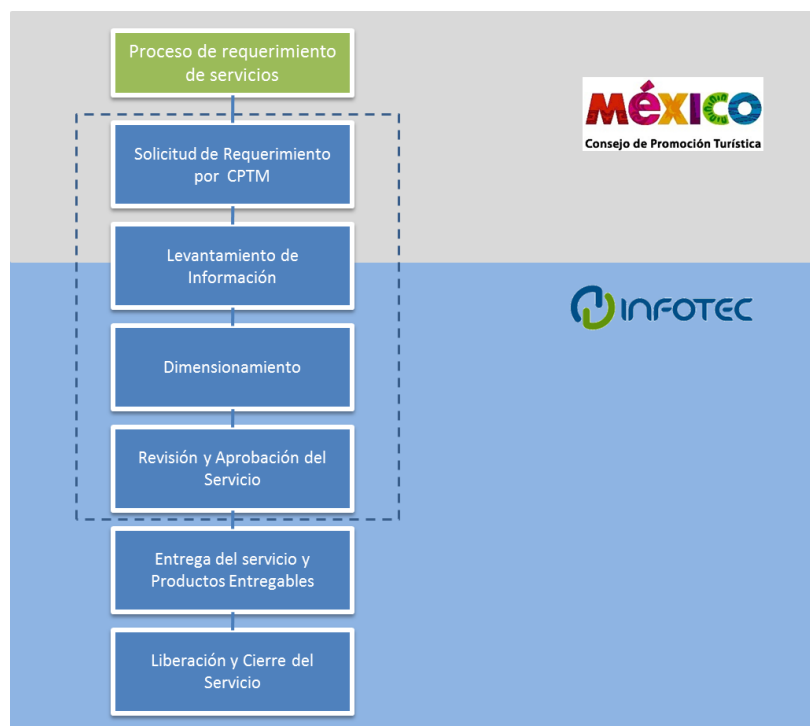 Proceso de requerimiento
de servicios
MéXICO
Consejo de Promoción Turística
Solicitud de Requerimiento
por CPTM
Levantamiento de
Información
INFOTEC
Dimensionamiento
Revisión y Aprobación del
Servicio
Entrega del servicio y
Productos Entregables
Liberación y Cierre del
Servicio